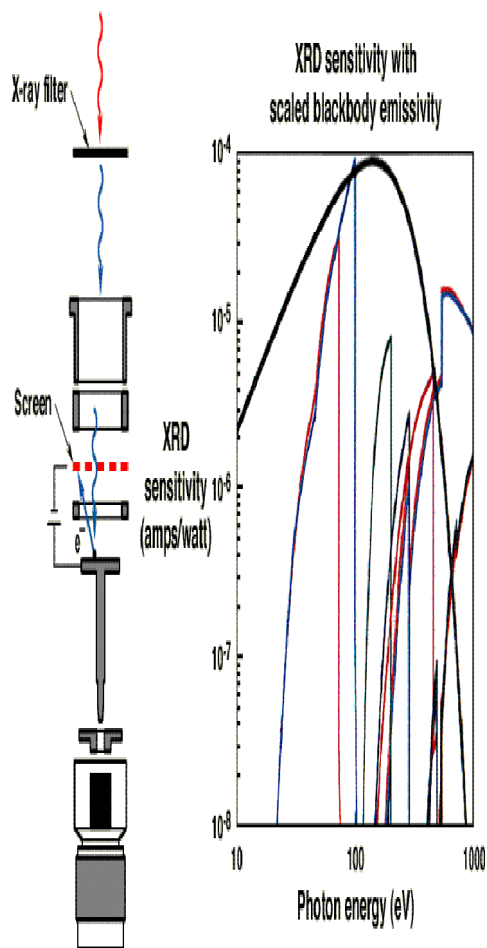 X-ray filter
Screen
e⁻
XRD sensitivity with
scaled blackbody emissivity
XRD
sensitivity
(amps/watt)
10⁻⁴
10⁻⁵
10⁻⁶
10⁻⁷
10⁻⁸
10
100
1000
Photon energy (eV)